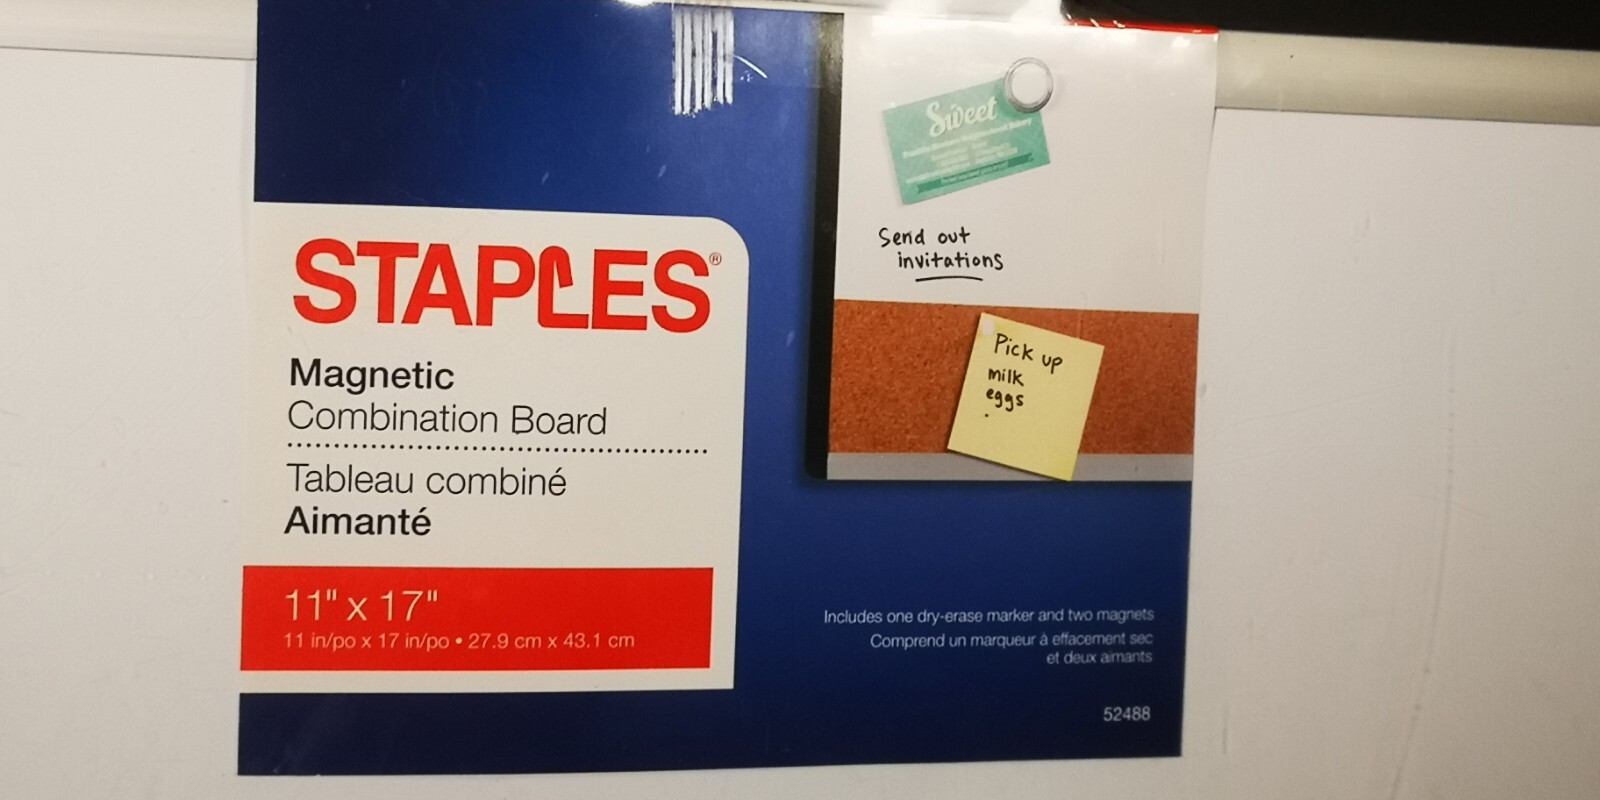 STAPLES®
Magnetic
Combination Board
Tableau combiné
Aimanté
11" x 17"
11 in/po x 17 in/po • 27.9 cm x 43.1 cm
Sweet
Send out
invitations
Pick up
milk
eggs
Includes one dry-erase marker and two magnets
Comprend un marqueur à effacement sec
et deux aimants
52488